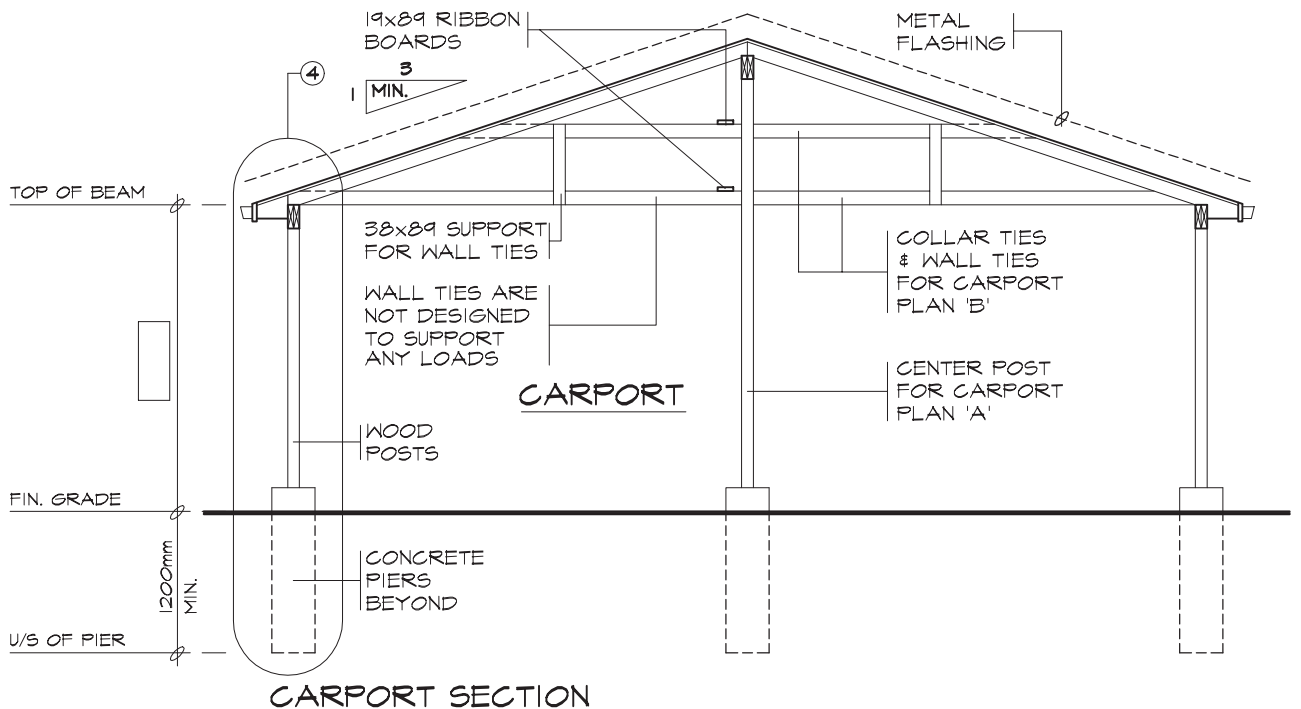 19x89 RIBBON
BOARDS
METAL
FLASHING
4
3
1
MIN.
TOP OF BEAM
38x89 SUPPORT
FOR WALL TIES
COLLAR TIES
& WALL TIES
FOR CARPORT
PLAN 'B'
WALL TIES ARE
NOT DESIGNED
TO SUPPORT
ANY LOADS
CENTER POST
FOR CARPORT
PLAN 'A'
CARPORT
WOOD
POSTS
FIN. GRADE
1200mm
MIN.
CONCRETE
PIERS
BEYOND
U/S OF PIER
CARPORT SECTION